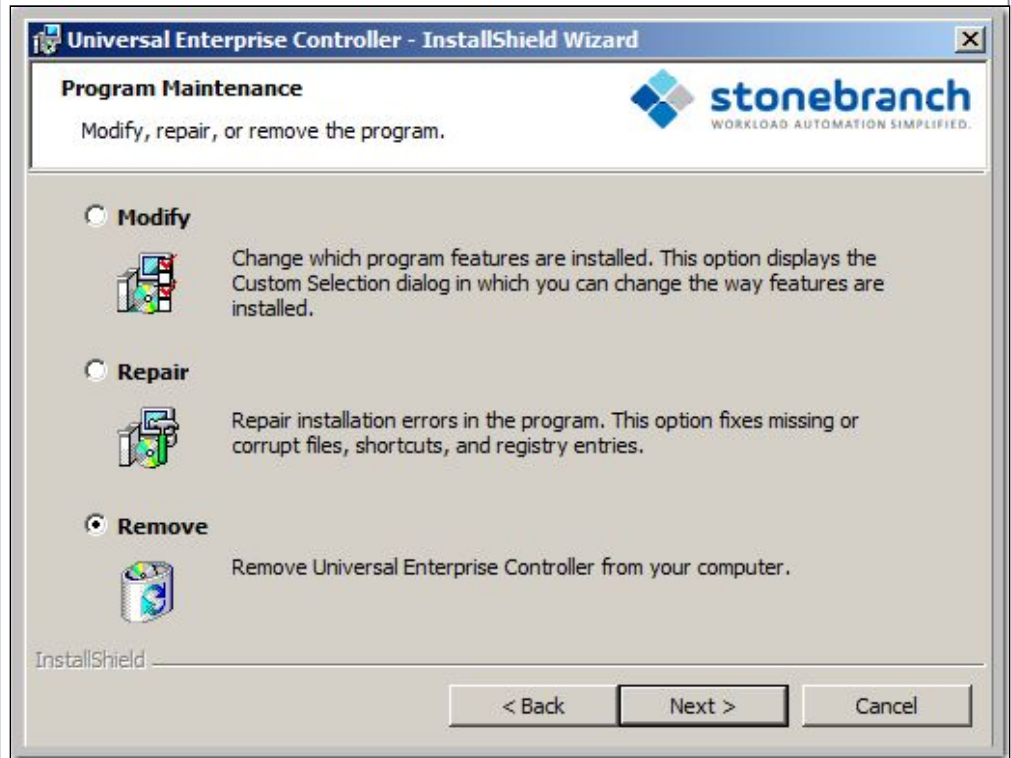 Universal Enterprise Controller - InstallShield Wizard
Program Maintenance
Modify, repair, or remove the program.
stonebranch
WORKLOAD AUTOMATION SIMPLIFIED.
Modify
Change which program features are installed. This option displays the
Custom Selection dialog in which you can change the way features are
installed.
Repair
Repair installation errors in the program. This option fixes missing or
corrupt files, shortcuts, and registry entries.
Remove
Remove Universal Enterprise Controller from your computer.
InstallShield
< Back
Next >
Cancel